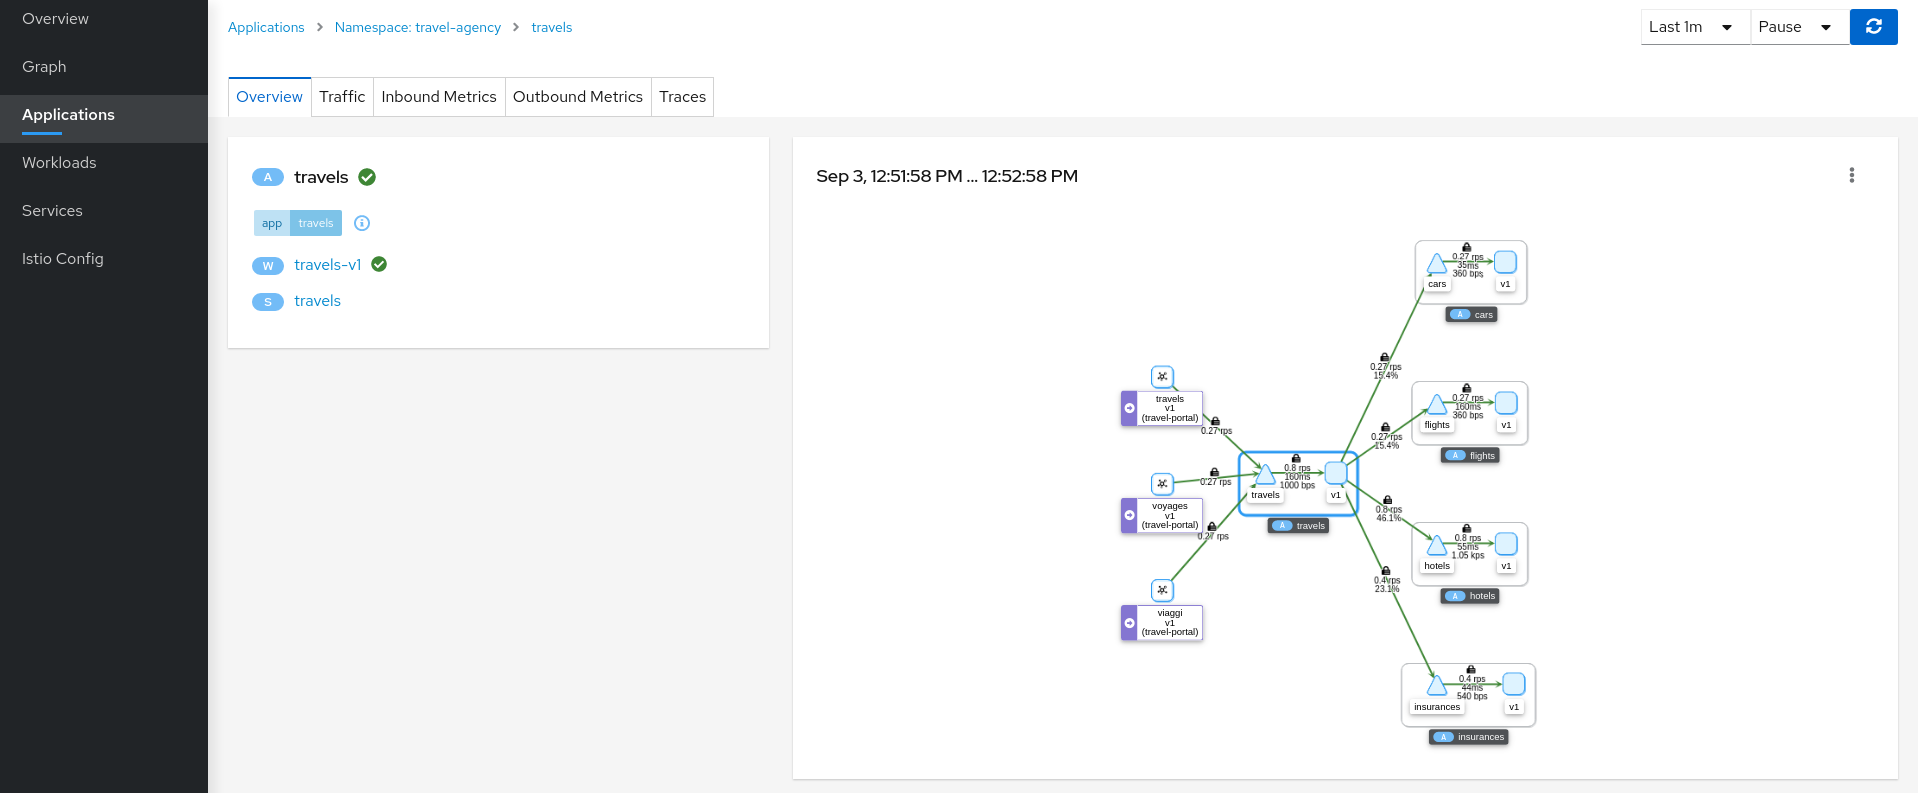 Overview
Graph
Applications
Workloads
Services
Istio Config
Applications > Namespace: travel-agency > travels
Last 1m
Pause
Overview Traffic Inbound Metrics Outbound Metrics Traces
A travels
app travels
W travels-v1
S travels
Sep 3, 12:51:58 PM ... 12:52:58 PM
0.27 rps
35ms
360 bps
cars
v1
A cars
0.27 rps
15.4%
travels
v1
(travel-portal)
0.27 rps
0.27 rps
160ms
360 bps
flights
v1
A flights
0.27 rps
15.4%
voyages
v1
(travel-portal)
0.27 rps
0.8 rps
160ms
1000 bps
travels
v1
A travels
0.8 rps
46.1%
0.8 rps
55ms
1.05 kps
hotels
v1
A hotels
0.27 rps
viaggi
v1
(travel-portal)
0.4 rps
23.1%
0.4 rps
44ms
540 bps
insurances
v1
A insurances